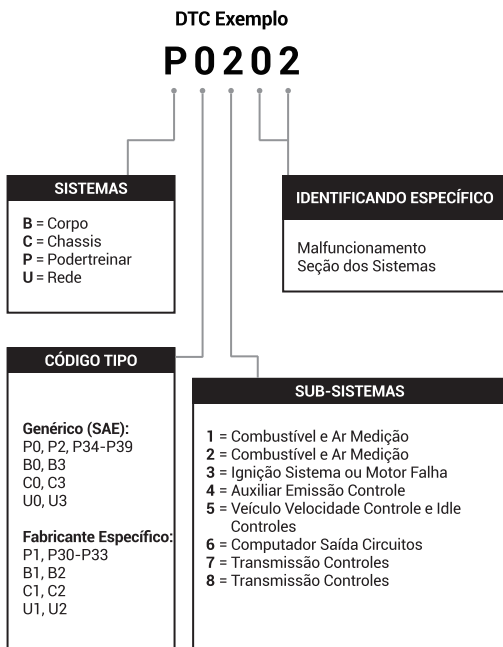 DTC Exemplo
P0202
SISTEMAS
B = Corpo
C = Chassis
P = Podertreinar
U = Rede
IDENTIFICANDO ESPECÍFICO
Malfuncionamento
Seção dos Sistemas
CÓDIGO TIPO
Genérico (SAE):
P0, P2, P34-P39
B0, B3
C0, C3
U0, U3
Fabricante Específico:
P1, P30-P33
B1, B2
C1, C2
U1, U2
SUB-SISTEMAS
1 = Combustível e Ar Medição
2 = Combustível e Ar Medição
3 = Ignição Sistema ou Motor Falha
4 = Auxiliar Emissão Controle
5 = Veículo Velocidade Controle e Idle
Controles
6 = Computador Saída Circuitos
7 = Transmissão Controles
8 = Transmissão Controles